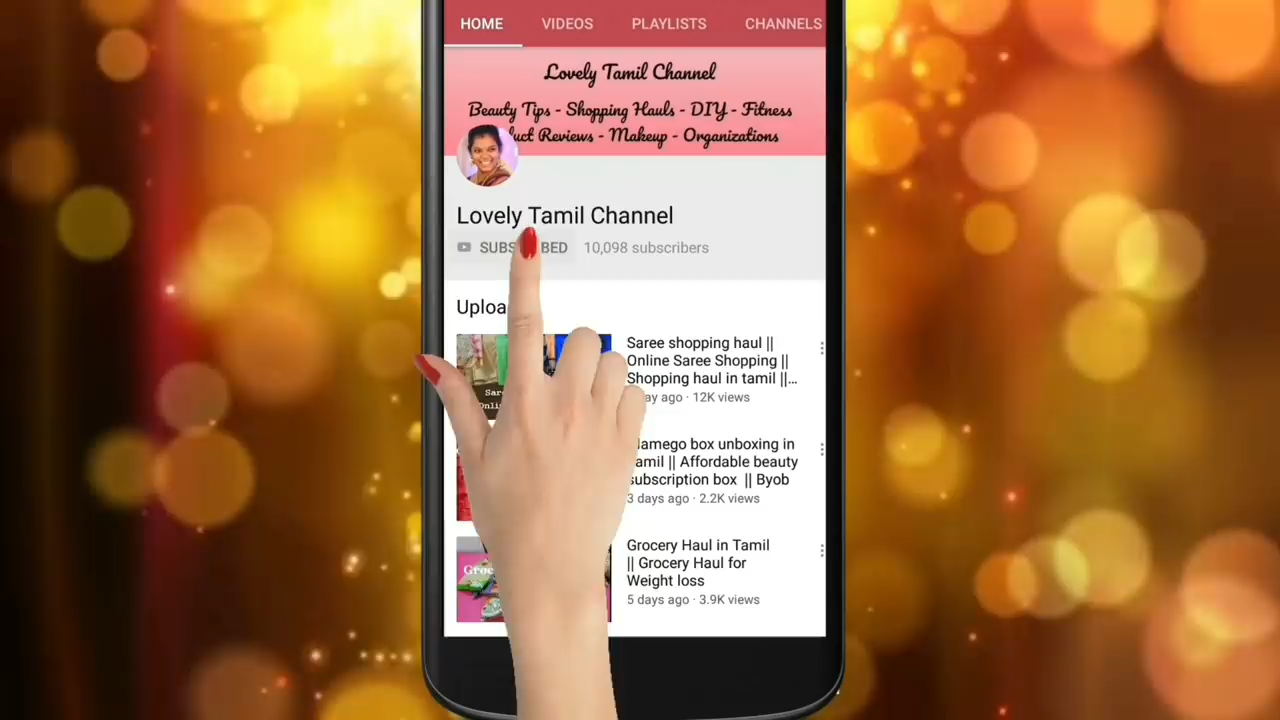 HOME VIDEOS PLAYLISTS CHANNELS
Lovely Tamil Channel
Beauty Tips - Shopping Hauls - DIY - Fitness
Reviews - Makeup - Organizations
Lovely Tamil Channel
10,098 subscribers
Saree shopping haul ||
Online Saree Shopping ||
Shopping haul in tamil ||...
ago · 12K views
box unboxing in
|| Affordable beauty
subscription box || Byob
3 days ago · 2.2K views
Grocery Haul in Tamil
|| Grocery Haul for
Weight loss
5 days ago · 3.9K views